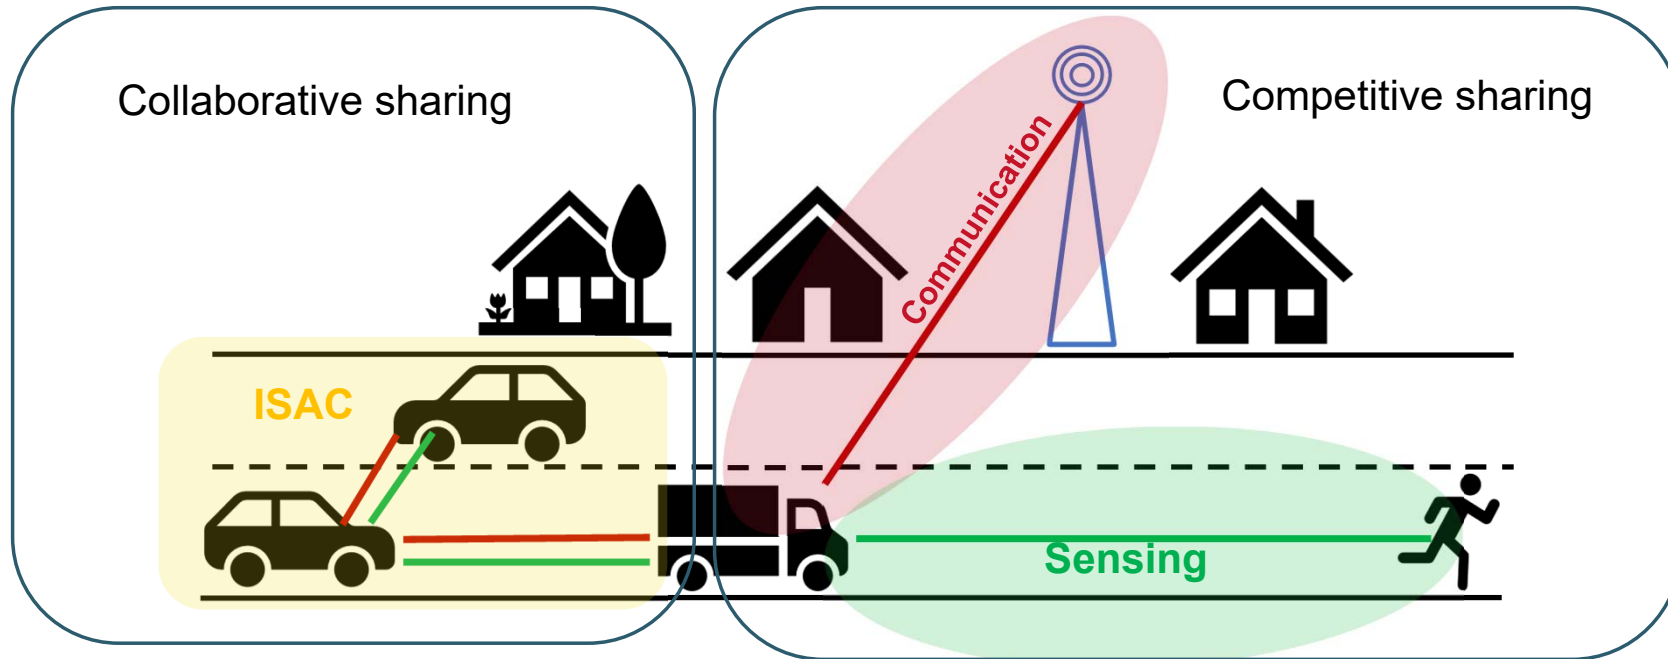 Collaborative sharing
Competitive sharing
Communication
ISAC
Sensing